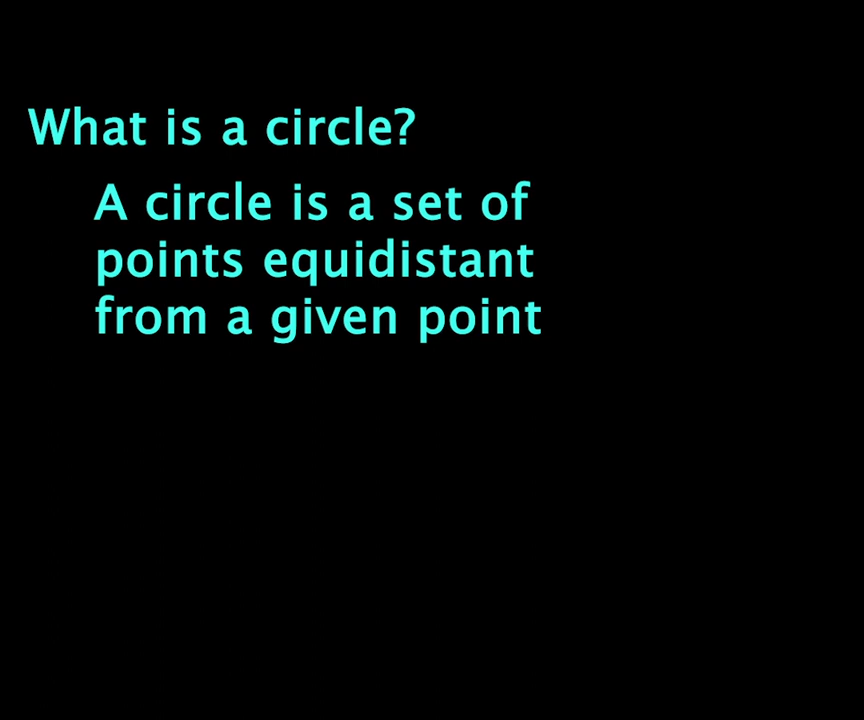 What is a circle?
A circle is a set of
points equidistant
from a given point